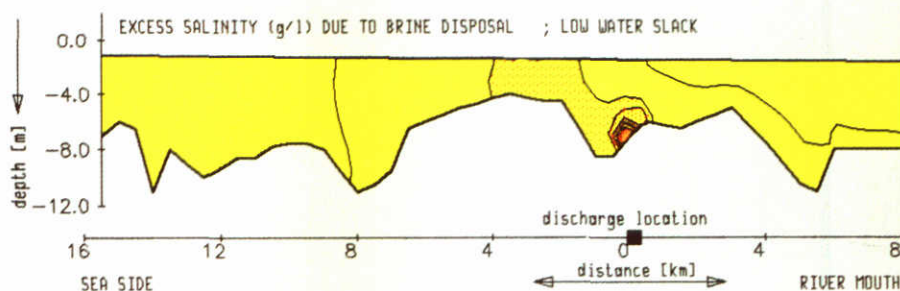 EXCESS SALINITY (g/l) DUE TO BRINE DISPOSAL ; LOW WATER SLACK
0.0
-4.0
-8.0
-12.0
depth [m]
discharge location
16 8 4 0 4 8
distance [km]
SEA SIDE
RIVER MOUTH